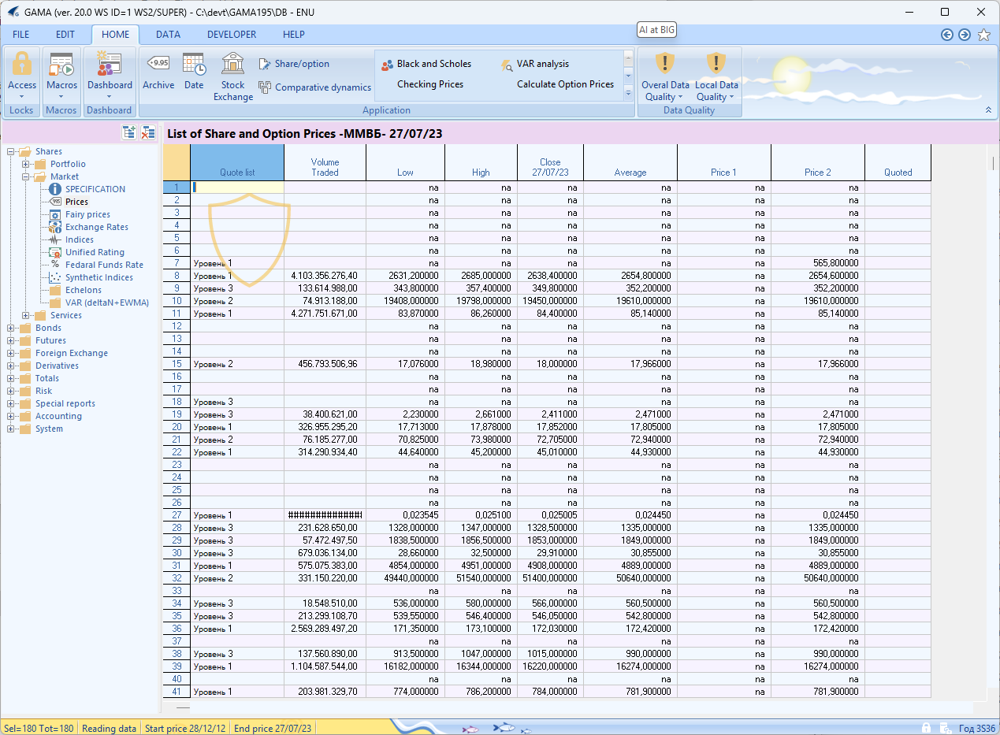 GAMA (ver. 20.0 WS ID=1 WS2/SUPER) - C:\devt\GAMA195\DB - ENU
FILE EDIT HOME DATA DEVELOPER HELP
AI at BIG
Access Macros Dashboard Archive Date Stock Exchange
Share/option
Comparative dynamics
Black and Scholes VAR analysis
Checking Prices Calculate Option Prices
Overal Data Quality Local Data Quality
Locks Macros Dashboard Application Data Quality
Shares
Portfolio
Market
SPECIFICATION
Prices
Fairy prices
Exchange Rates
Indices
Unified Rating
Faderal Funds Rate
Synthetic Indices
Echelons
VAR (deltaN+EWMA)
Services
Bonds
Futures
Foreign Exchange
Derivatives
Totals
Risk
Special reports
Accounting
System
List of Share and Option Prices -ММВБ- 27/07/23
Quote list Volume Traded Low High Close 27/07/23 Average Price 1 Price 2 Quoted
1 na na na na na na
2 na na na na na na
3 na na na na na na
4 na na na na na na
5 na na na na na na
6 na na na na na na
7 Уровень 1 na na na na na 565,800000
8 Уровень 1 4.103.356.276,40 2631,200000 2685,000000 2638,400000 2654,800000 na 2654,600000
9 Уровень 3 133.614.988,00 343,800000 357,400000 349,800000 352,200000 na 352,200000
10 Уровень 2 74.913.188,00 19408,000000 19798,000000 19450,000000 19610,000000 na 19610,000000
11 Уровень 1 4.271.751.671,00 83,870000 86,260000 84,400000 85,140000 na 85,140000
12 na na na na na na
13 na na na na na na
14 na na na na na na
15 Уровень 2 456.793.506,96 17,076000 18,980000 18,000000 17,966000 na 17,966000
16 na na na na na na
17 na na na na na na
18 Уровень 3 na na na na na na
19 Уровень 3 38.400.621,00 2,230000 2,661000 2,411000 2,471000 na 2,471000
20 Уровень 1 326.955.295,20 17,713000 17,878000 17,852000 17,805000 na 17,805000
21 Уровень 2 76.185.277,00 70,825000 73,980000 72,705000 72,940000 na 72,940000
22 Уровень 1 314.290.934,40 44,640000 45,200000 45,010000 44,930000 na 44,930000
23 na na na na na na
24 na na na na na na
25 na na na na na na
26 na na na na na na
27 Уровень 1 ############## 0,023545 0,025100 0,025005 0,024450 na 0,024450
28 Уровень 3 231.628.650,00 1328,000000 1347,000000 1328,500000 1335,000000 na 1335,000000
29 Уровень 3 57.472.497,50 1838,500000 1856,500000 1853,000000 1849,000000 na 1849,000000
30 Уровень 3 679.036.134,00 28,660000 32,500000 29,910000 30,855000 na 30,855000
31 Уровень 1 575.075.383,00 4854,000000 4951,000000 4908,000000 4889,000000 na 4889,000000
32 Уровень 2 331.150.220,00 49440,000000 51540,000000 51400,000000 50640,000000 na 50640,000000
33 na na na na na na
34 Уровень 3 18.548.510,00 536,000000 580,000000 566,000000 560,500000 na 560,500000
35 Уровень 3 213.299.108,70 539,550000 546,400000 546,050000 542,800000 na 542,800000
36 Уровень 1 2.569.289.497,20 171,350000 173,100000 172,030000 172,420000 na 172,420000
37 na na na na na na
38 Уровень 3 137.560.890,00 913,500000 1047,000000 1015,000000 990,000000 na 990,000000
39 Уровень 1 1.104.587.544,00 16182,000000 16344,000000 16220,000000 16274,000000 na 16274,000000
40 na na na na na na
41 Уровень 1 203.981.329,70 774,000000 786,200000 784,000000 781,900000 na 781,900000
Sel=180 Tot=180 Reading data Start price 28/12/12 End price 27/07/23 Год 3S36